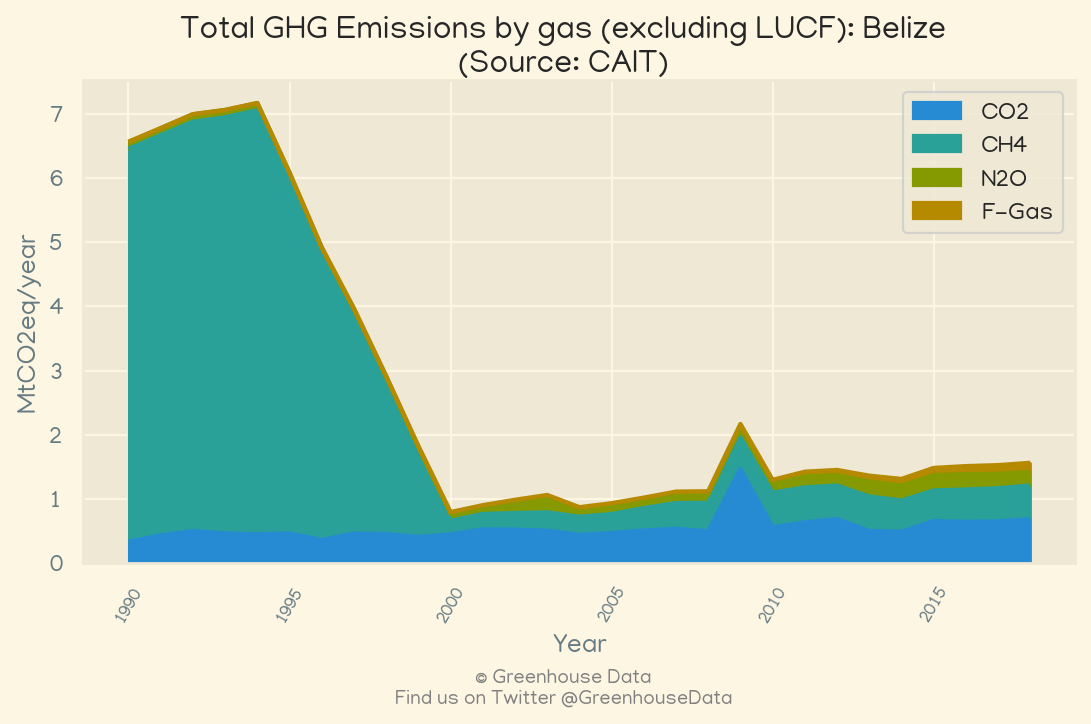 Total GHG Emissions by gas (excluding LUCF): Belize
(Source: CAIT)
MtCO2eq/year
7
6
5
4
3
2
1
0
CO2
CH4
N2O
F-Gas
1990
1995
2000
2005
2010
2015
Year
© Greenhouse Data
Find us on Twitter @GreenhouseData